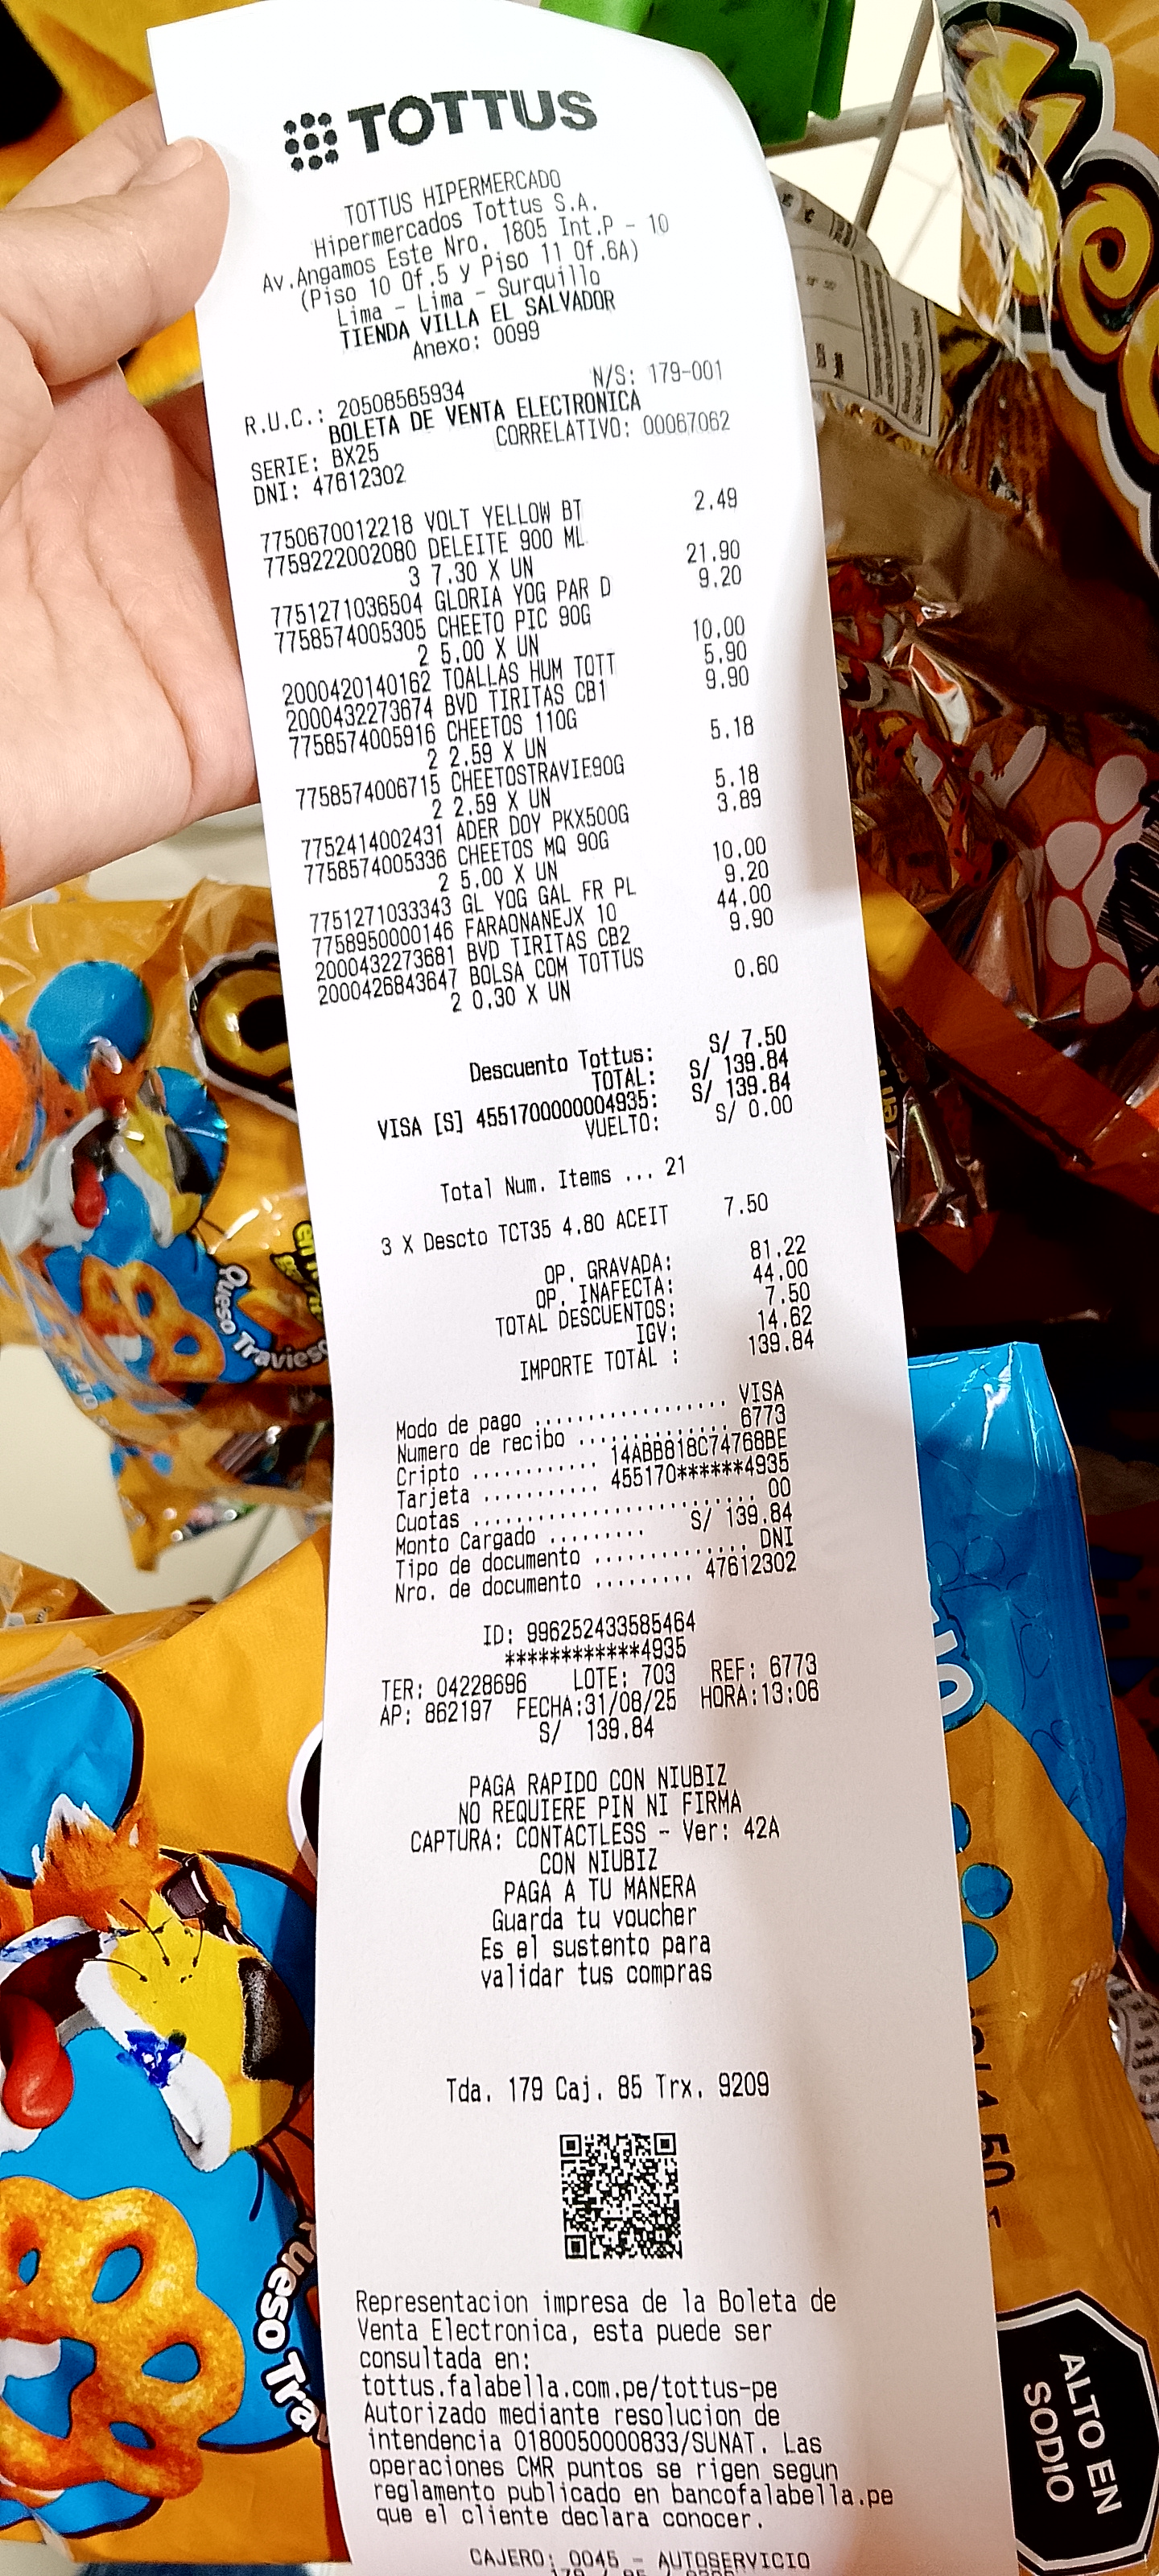 TOTTUS
TOTTUS HIPERMERCADO
Hipermercados Tottus S.A.
Av.Angamos Este Nro. 1805 Int.P - 10
(Piso 10 Of.5 y Piso 11 Of.6A)
Lima - Lima - Surquillo
TIENDA VILLA EL SALVADOR
Anexo: 0099
R.U.C.: 20508565934 N/S: 179-001
BOLETA DE VENTA ELECTRONICA
SERIE: BX25 CORRELATIVO: 00067062
DNI: 47612302
7750670012218 VOLT YELLOW BT 2.49
7759222002080 DELEITE 900 ML
3 7.30 X UN 21.90
7751271036504 GLORIA YOG PAR D 9.20
7758574005305 CHEETO PIC 90G
2 5.00 X UN 10.00
2000420140162 TOALLAS HUM TOTT 5.90
2000432273674 BVD TIRITAS CB1 9.90
7758574005916 CHEETOS 110G
2 2.59 X UN 5.18
7758574006715 CHEETOSTRAVIE90G
2 2.59 X UN 5.18
7752414002431 ADER DOY PKX500G 3.89
7758574005336 CHEETOS MQ 90G
2 5.00 X UN 10.00
7751271033343 GL YOG GAL FR PL 9.20
7758950000146 FARAONANEJX 10 44.00
2000432273681 BVD TIRITAS CB2 9.90
2000426843647 BOLSA COM TOTTUS
2 0.30 X UN 0.60
Descuento Tottus: S/ 7.50
TOTAL: S/ 139.84
VISA [S] 4551700000004935: S/ 139.84
VUELTO: S/ 0.00
Total Num. Items ... 21
3 X Descto TCT35 4.80 ACEIT 7.50
OP. GRAVADA: 81.22
OP. INAFECTA: 44.00
TOTAL DESCUENTOS: 7.50
IGV: 14.62
IMPORTE TOTAL : 139.84
Modo de pago .................. VISA
Numero de recibo .............. 6773
Cripto ............ 14ABB818C74768BE
Tarjeta ........... 455170******4935
Cuotas .......................... 00
Monto Cargado ......... S/ 139.84
Tipo de documento .............. DNI
Nro. de documento ......... 47612302
ID: 996252433585464
************4935
TER: 04228696 LOTE: 703 REF: 6773
AP: 862197 FECHA:31/08/25 HORA:13:06
S/ 139.84
PAGA RAPIDO CON NIUBIZ
NO REQUIERE PIN NI FIRMA
CAPTURA: CONTACTLESS - Ver: 42A
CON NIUBIZ
PAGA A TU MANERA
Guarda tu voucher
Es el sustento para
validar tus compras
Tda. 179 Caj. 85 Trx. 9209
Representacion impresa de la Boleta de
Venta Electronica, esta puede ser
consultada en:
tottus.falabella.com.pe/tottus-pe
Autorizado mediante resolucion de
intendencia 0180050000833/SUNAT. Las
operaciones CMR puntos se rigen segun
reglamento publicado en bancofalabella.pe
que el cliente declara conocer.
CAJERO: 0045 - AUTOSERVICIO
Queso Travieso
ALTO EN
SODIO